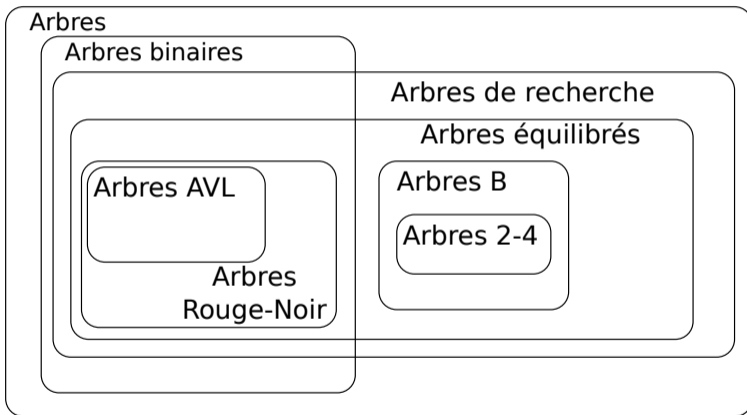 Arbres
Arbres binaires
Arbres de recherche
Arbres équilibrés
Arbres AVL
Arbres B
Arbres 2-4
Arbres
Rouge-Noir